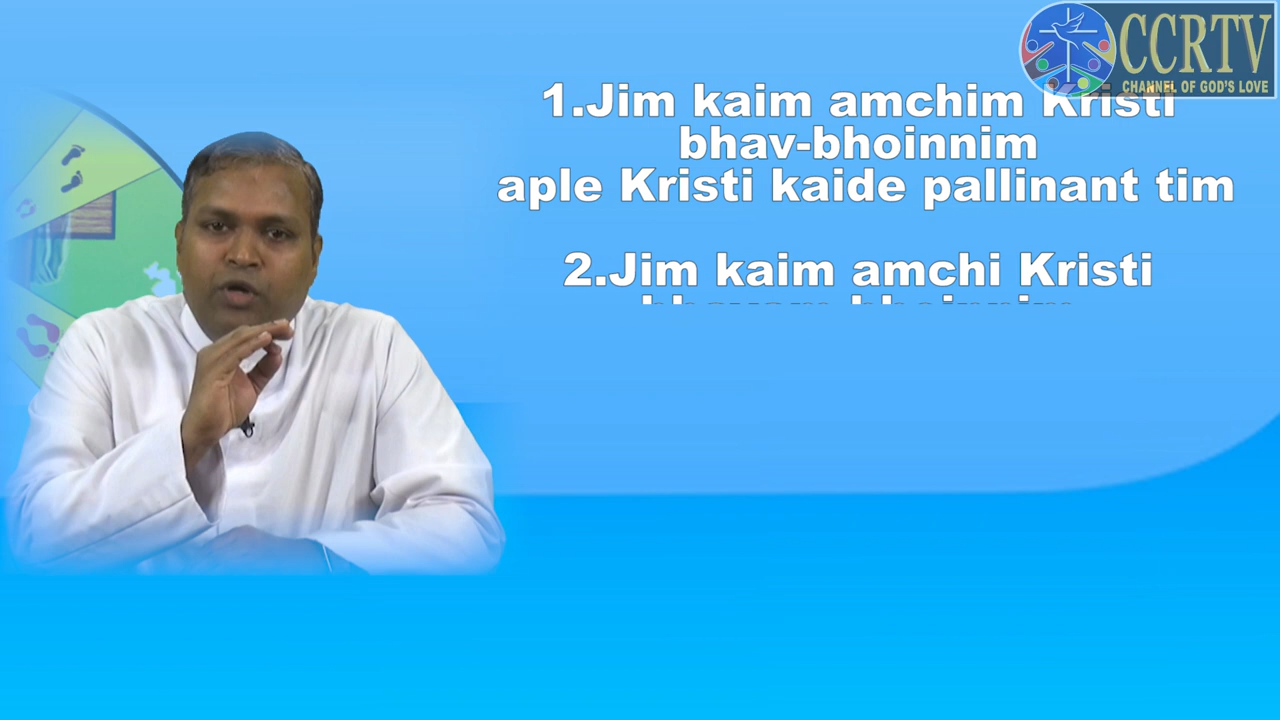 CCRTV
CHANNEL OF GOD'S LOVE
1.Jim kaim amchim Kristi
bhav-bhoinnim
aple Kristi kaide pallinant tim
2.Jim kaim amchi Kristi